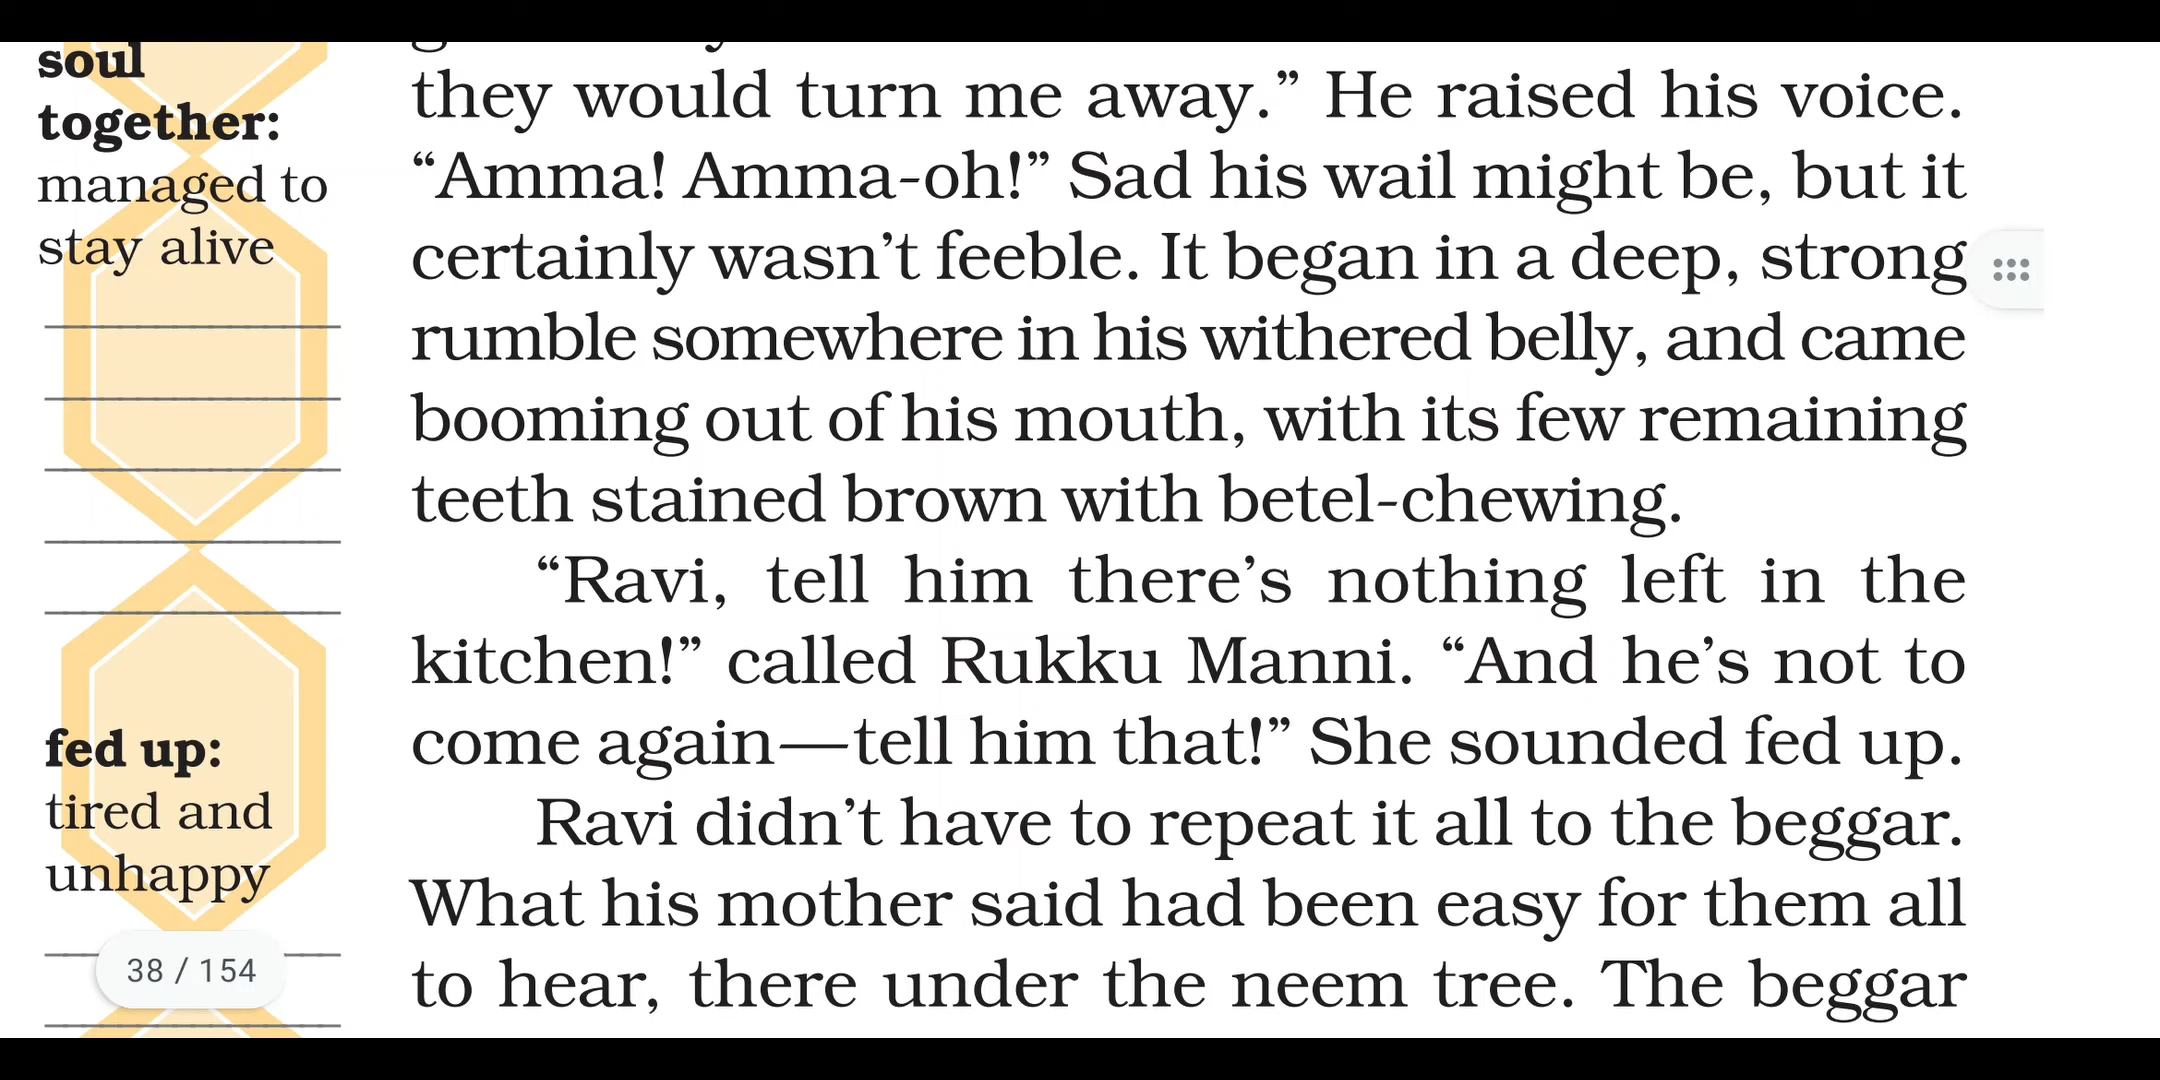 soul
together:
managed to
stay alive
they would turn me away.” He raised his voice.
“Amma! Amma-oh!” Sad his wail might be, but it
certainly wasn’t feeble. It began in a deep, strong
rumble somewhere in his withered belly, and came
booming out of his mouth, with its few remaining
teeth stained brown with betel-chewing.
“Ravi, tell him there’s nothing left in the
kitchen!” called Rukku Manni. “And he’s not to
come again—tell him that!” She sounded fed up.
fed up:
tired and
unhappy
Ravi didn’t have to repeat it all to the beggar.
What his mother said had been easy for them all
to hear, there under the neem tree. The beggar
38 / 154